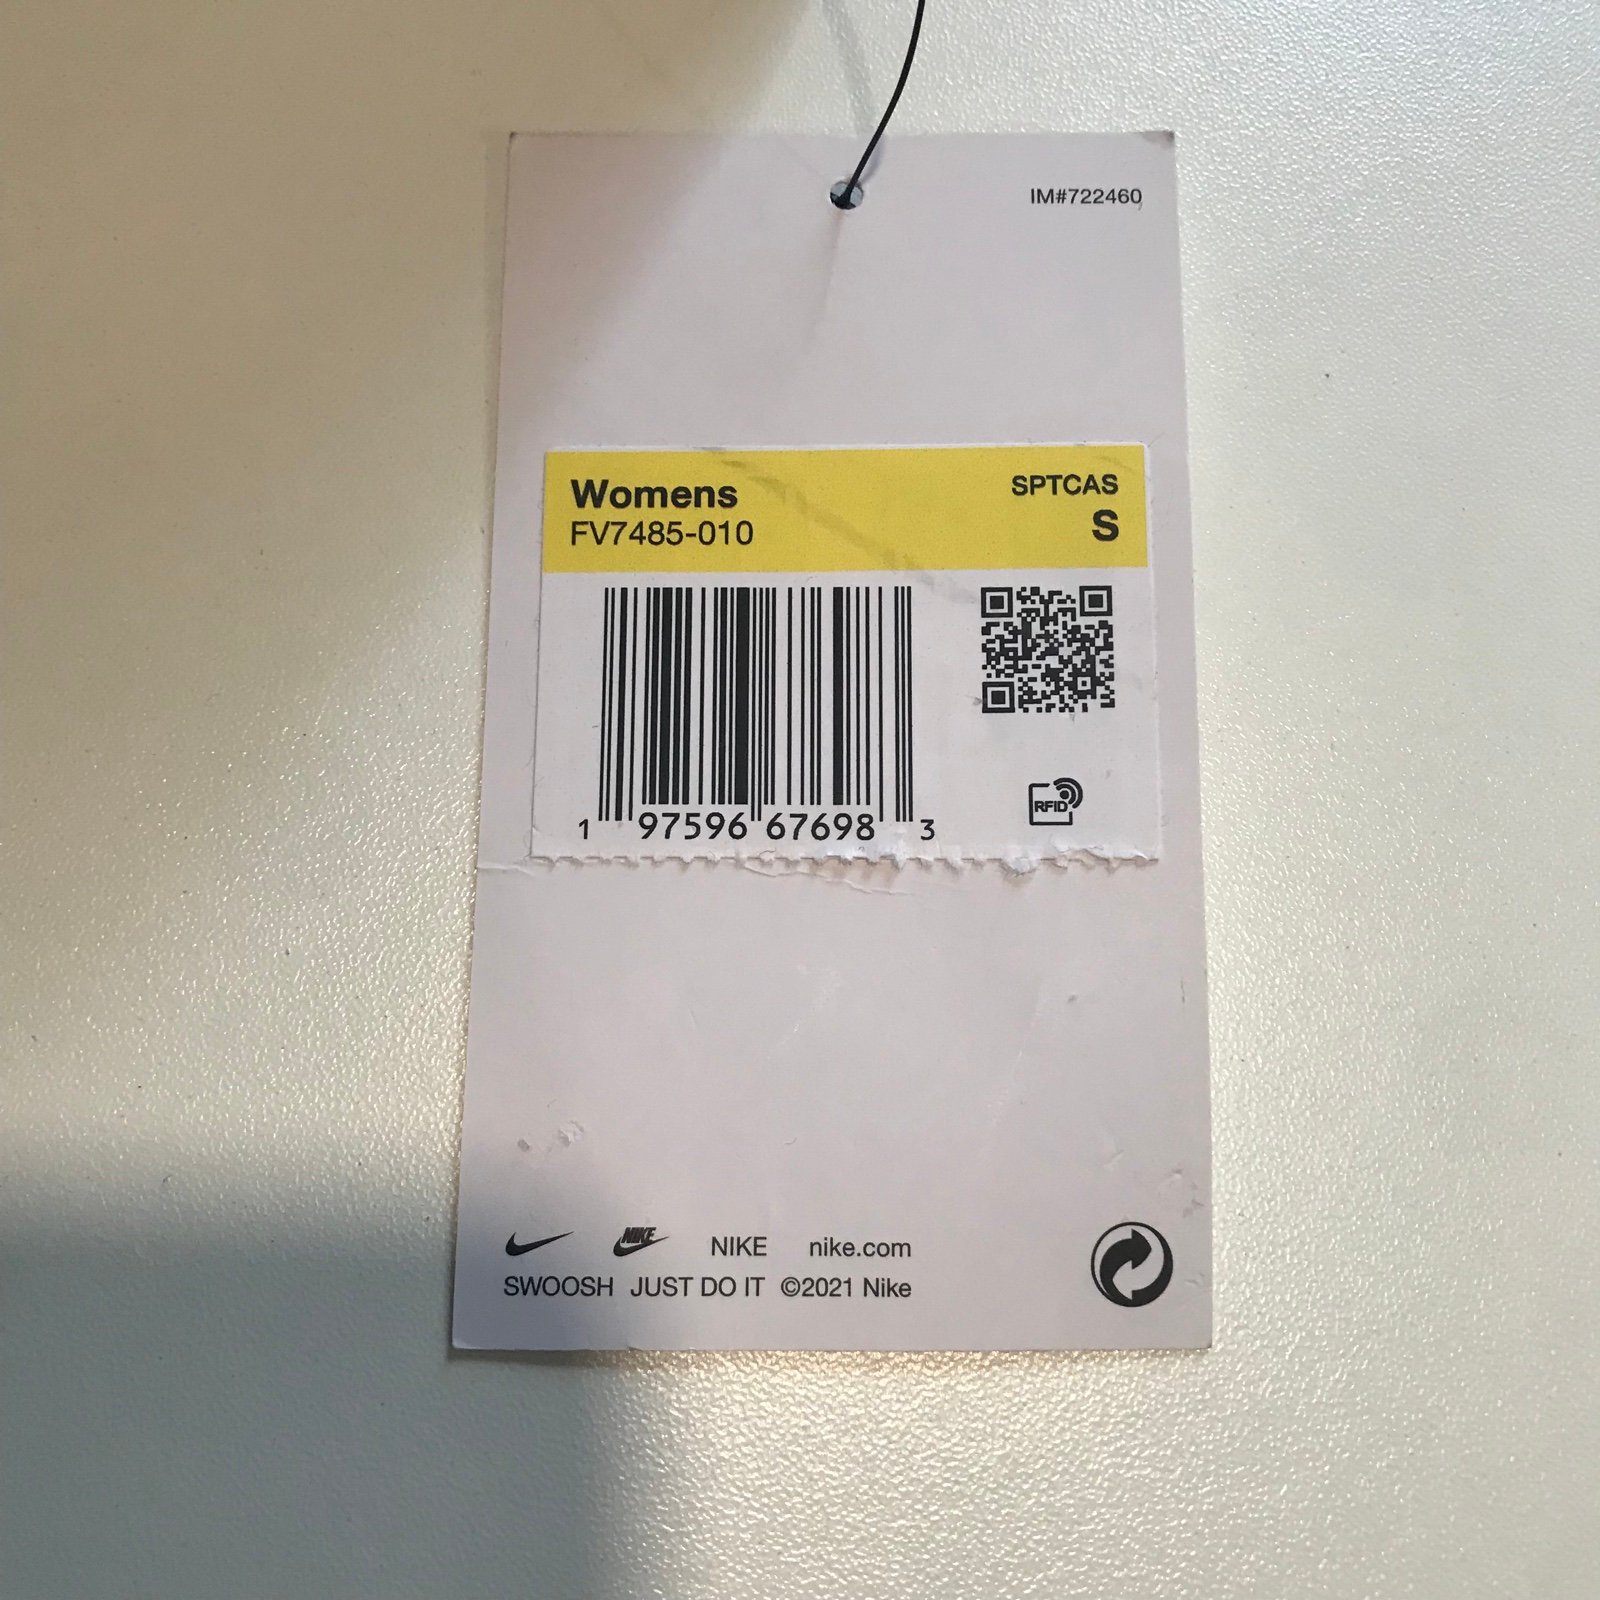 IM#722460
Womens SPTCAS
FV7485-010 S
1 97596 67698 3
RFID
NIKE NIKE nike.com
SWOOSH JUST DO IT ©2021 Nike